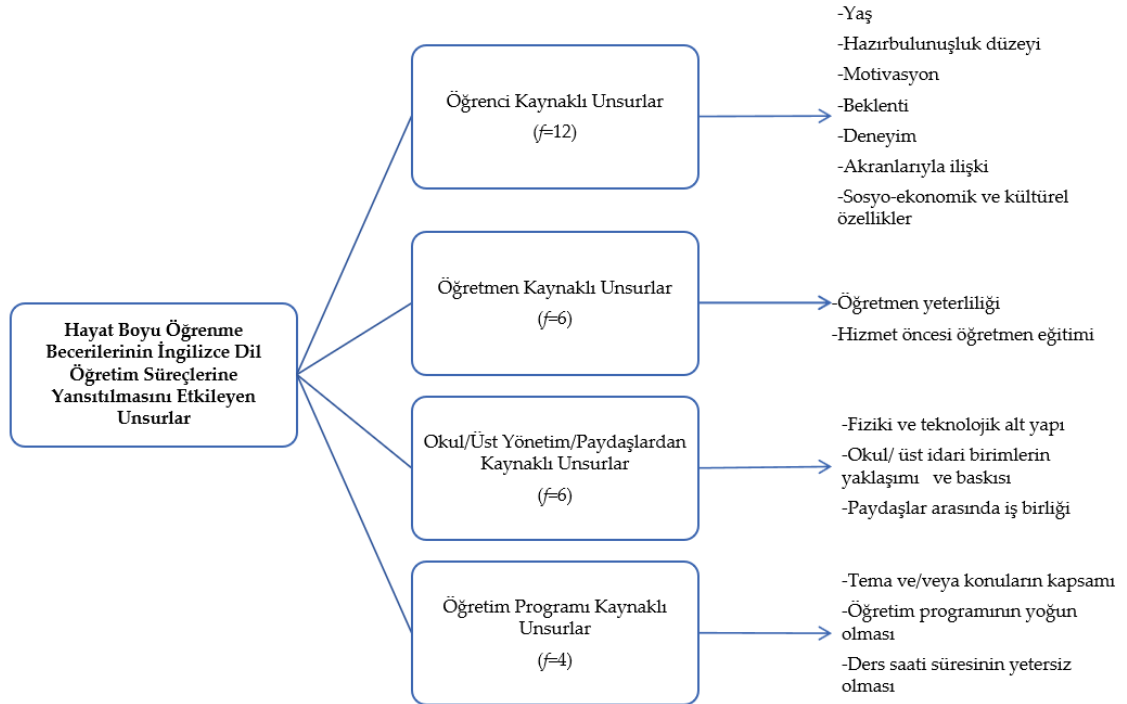 Hayat Boyu Öğrenme
Becerilerinin İngilizce Dil
Öğretim Süreçlerine
Yansıtılmasını Etkileyen
Unsurlar
Öğrenci Kaynaklı Unsurlar
(f=12)
-Yaş
-Hazırbulunuşluk düzeyi
-Motivasyon
-Beklenti
-Deneyim
-Akranlarıyla ilişki
-Sosyo-ekonomik ve kültürel
özellikler
Öğretmen Kaynaklı Unsurlar
(f=6)
-Öğretmen yeterliliği
-Hizmet öncesi öğretmen eğitimi
Okul/Üst Yönetim/Paydaşlardan
Kaynaklı Unsurlar
(f=6)
-Fiziki ve teknolojik alt yapı
-Okul/ üst idari birimlerin
yaklaşımı ve baskısı
-Paydaşlar arasında iş birliği
Öğretim Programı Kaynaklı
Unsurlar
(f=4)
-Tema ve/veya konuların kapsamı
-Öğretim programının yoğun
olması
-Ders saati süresinin yetersiz
olması